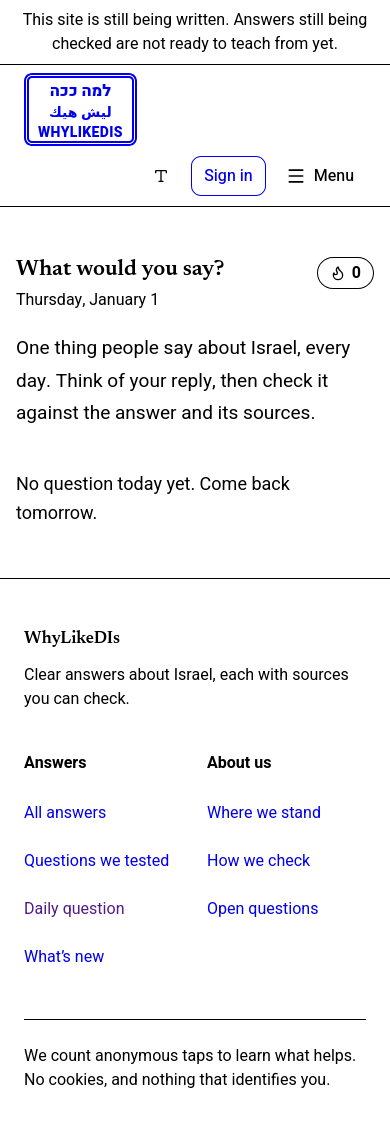 This site is still being written. Answers still being
checked are not ready to teach from yet.
למה ככה
ليش هيك
WHYLIKEDIS
T
Sign in
Menu
What would you say?
0
Thursday, January 1
One thing people say about Israel, every
day. Think of your reply, then check it
against the answer and its sources.
No question today yet. Come back
tomorrow.
WhyLikeDIs
Clear answers about Israel, each with sources
you can check.
Answers
About us
All answers
Where we stand
Questions we tested
How we check
Daily question
Open questions
What’s new
We count anonymous taps to learn what helps.
No cookies, and nothing that identifies you.